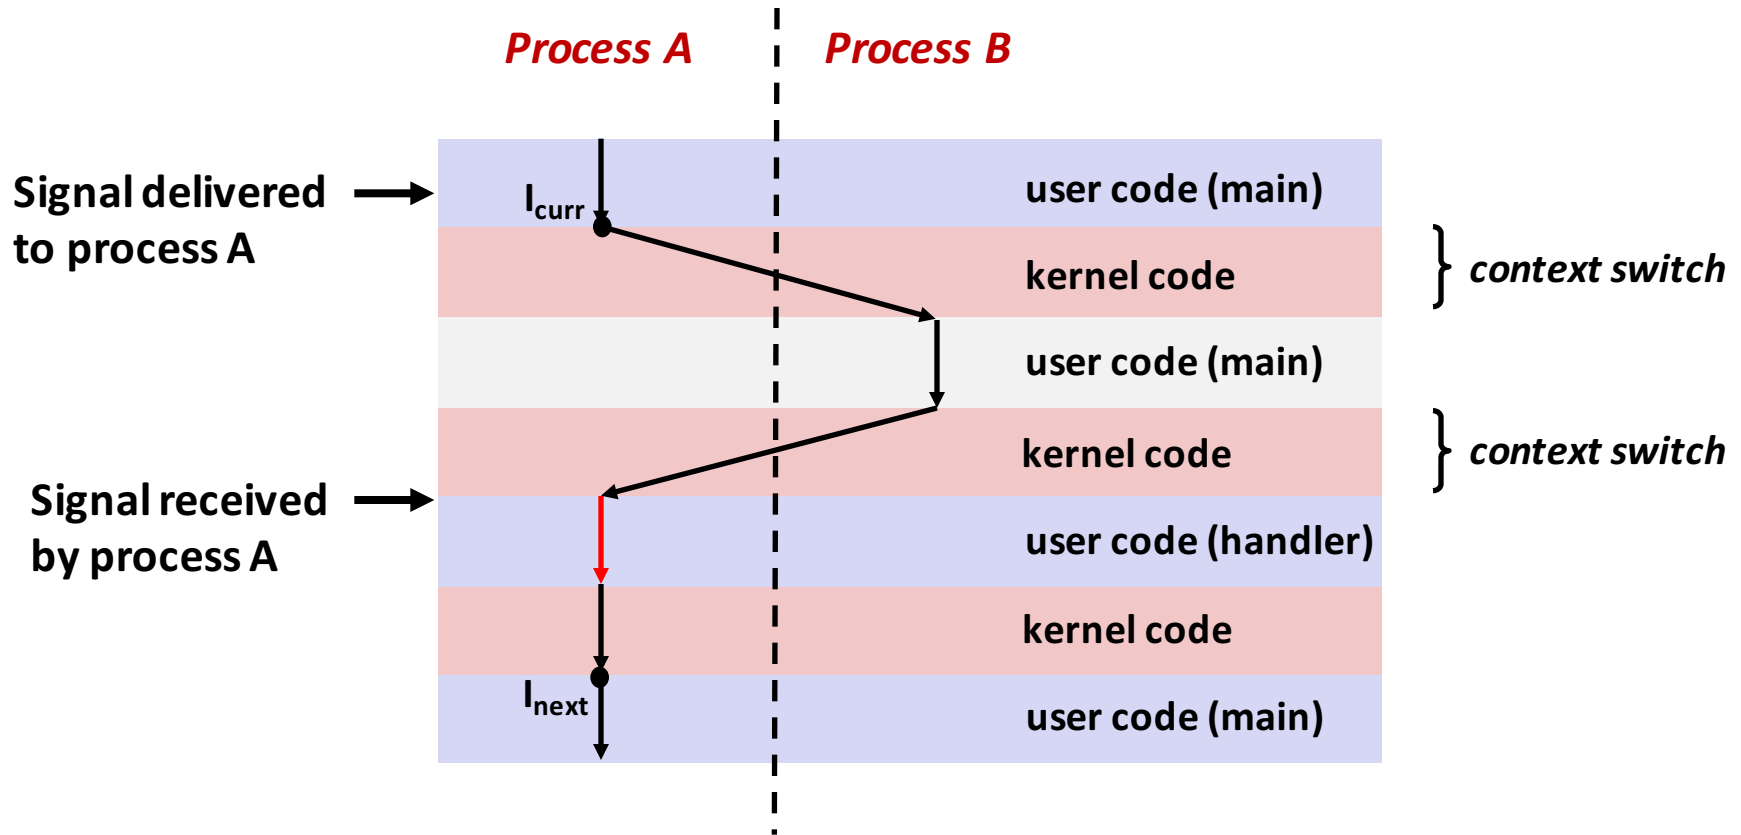 Process A
Process B
Signal delivered
to process A
Icurr
user code (main)
kernel code
context switch
user code (main)
kernel code
context switch
Signal received
by process A
user code (handler)
kernel code
Inext
user code (main)